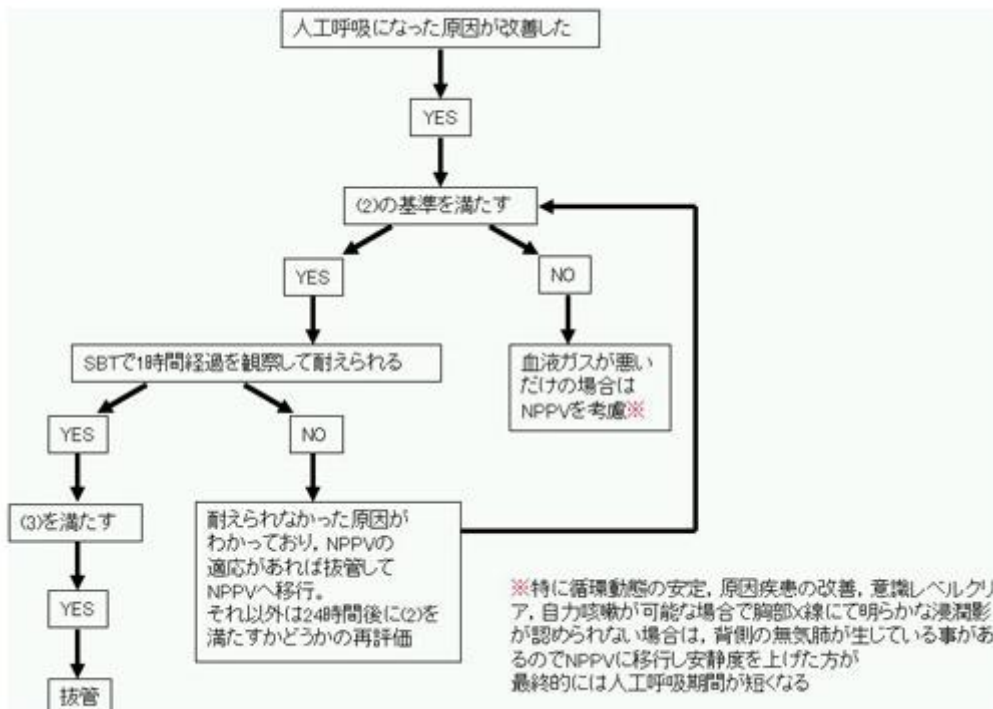 人工呼吸になった原因が改善した
YES
(2)の基準を満たす
YES
NO
SBTで1時間経過を観察して耐えられる
血液ガスが悪い
だけの場合は
NPPVを考慮※
YES
NO
(3)を満たす
耐えられなかった原因が
わかっており，NPPVの
適応があれば抜管して
NPPVへ移行。
それ以外は24時間後に(2)を
満たすかどうかの再評価
YES
抜管
※特に循環動態の安定，原因疾患の改善，意識レベルクリ
ア，自力咳嗽が可能な場合で胸部X線にて明らかな浸潤影
が認められない場合は，背側の無気肺が生じている事があ
るのでNPPVに移行し安静度を上げた方が
最終的には人工呼吸期間が短くなる